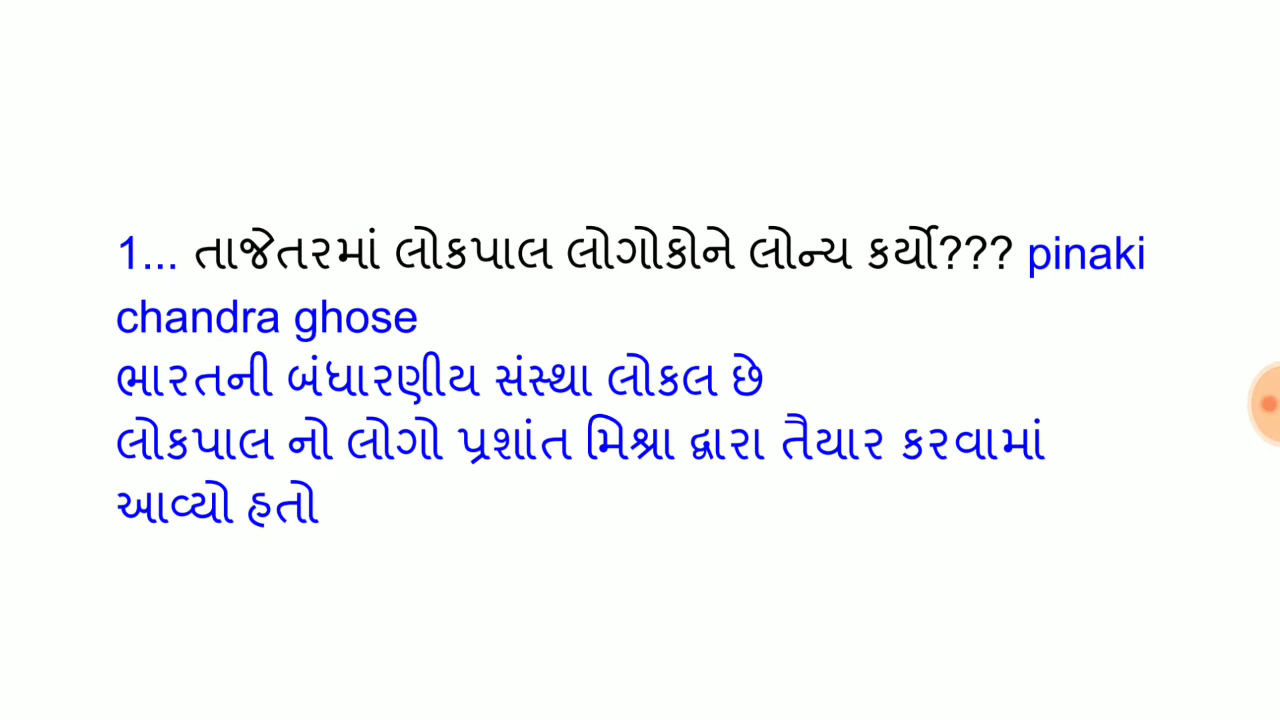 1... તાજેતરમાં લોકપાલ લોગોકોને લોન્ચ કર્યો??? pinaki
chandra ghose
ભારતની બંધારણીય સંસ્થા લોકલ છે
લોકપાલ નો લોગો પ્રશાંત મિશ્રા દ્વારા તૈયાર કરવામાં
આવ્યો હતો